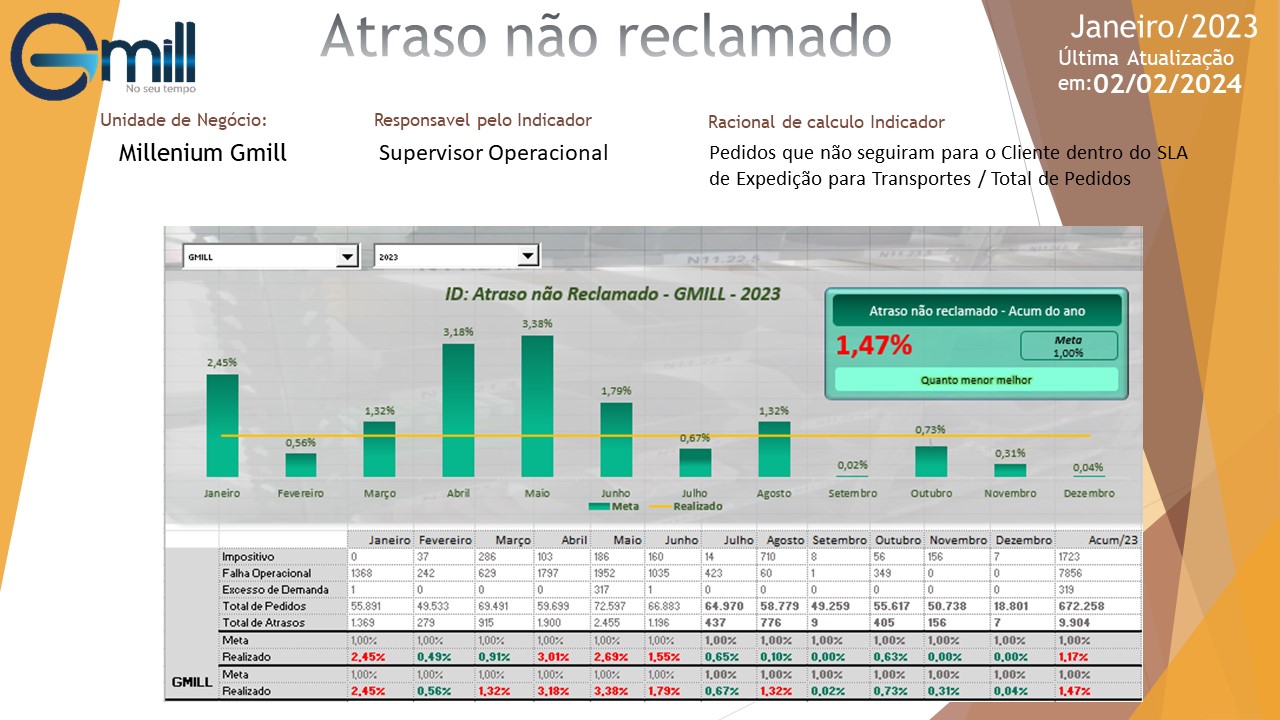 Gmill
No seu tempo
Atraso não reclamado
Janeiro/2023
Última Atualização
em:02/02/2024
Unidade de Negócio:
Millenium Gmill
Responsavel pelo Indicador
Supervisor Operacional
Racional de calculo Indicador
Pedidos que não seguiram para o Cliente dentro do SLA
de Expedição para Transportes / Total de Pedidos
GMILL
2023
N11.22.5
ID: Atraso não Reclamado - GMILL - 2023
Atraso não reclamado - Acum do ano
1,47%
Meta
1,00%
Quanto menor melhor
2,45% 0,56% 1,32% 3,18% 3,38% 1,79% 0,67% 1,32% 0,02% 0,73% 0,31% 0,04%
Janeiro Fevereiro Março Abril Maio Junho Julho Agosto Setembro Outubro Novembro Dezembro
Meta Realizado
Janeiro Fevereiro Março Abril Maio Junho Julho Agosto Setembro Outubro Novembro Dezembro Acum/23
Impositivo 0 37 286 103 186 160 14 710 8 56 156 7 1723
Falha Operacional 1368 242 629 1797 1952 1035 423 60 1 349 0 0 7856
Excesso de Demanda 1 0 0 0 317 1 0 0 0 0 0 0 319
Total de Pedidos 55.891 49.533 69.491 59.699 72.597 66.883 64.970 58.779 49.259 55.617 50.738 18.801 672.258
Total de Atrasos 1.369 279 915 1.900 2.455 1.196 437 776 9 405 156 7 9.904
Meta 1,00% 1,00% 1,00% 1,00% 1,00% 1,00% 1,00% 1,00% 1,00% 1,00% 1,00% 1,00% 1,00%
Realizado 2,45% 0,49% 0,91% 3,01% 2,69% 1,55% 0,65% 0,10% 0,00% 0,63% 0,00% 0,00% 1,17%
GMILL
Meta 1,00% 1,00% 1,00% 1,00% 1,00% 1,00% 1,00% 1,00% 1,00% 1,00% 1,00% 1,00% 1,00%
Realizado 2,45% 0,56% 1,32% 3,18% 3,38% 1,79% 0,67% 1,32% 0,02% 0,73% 0,31% 0,04% 1,47%